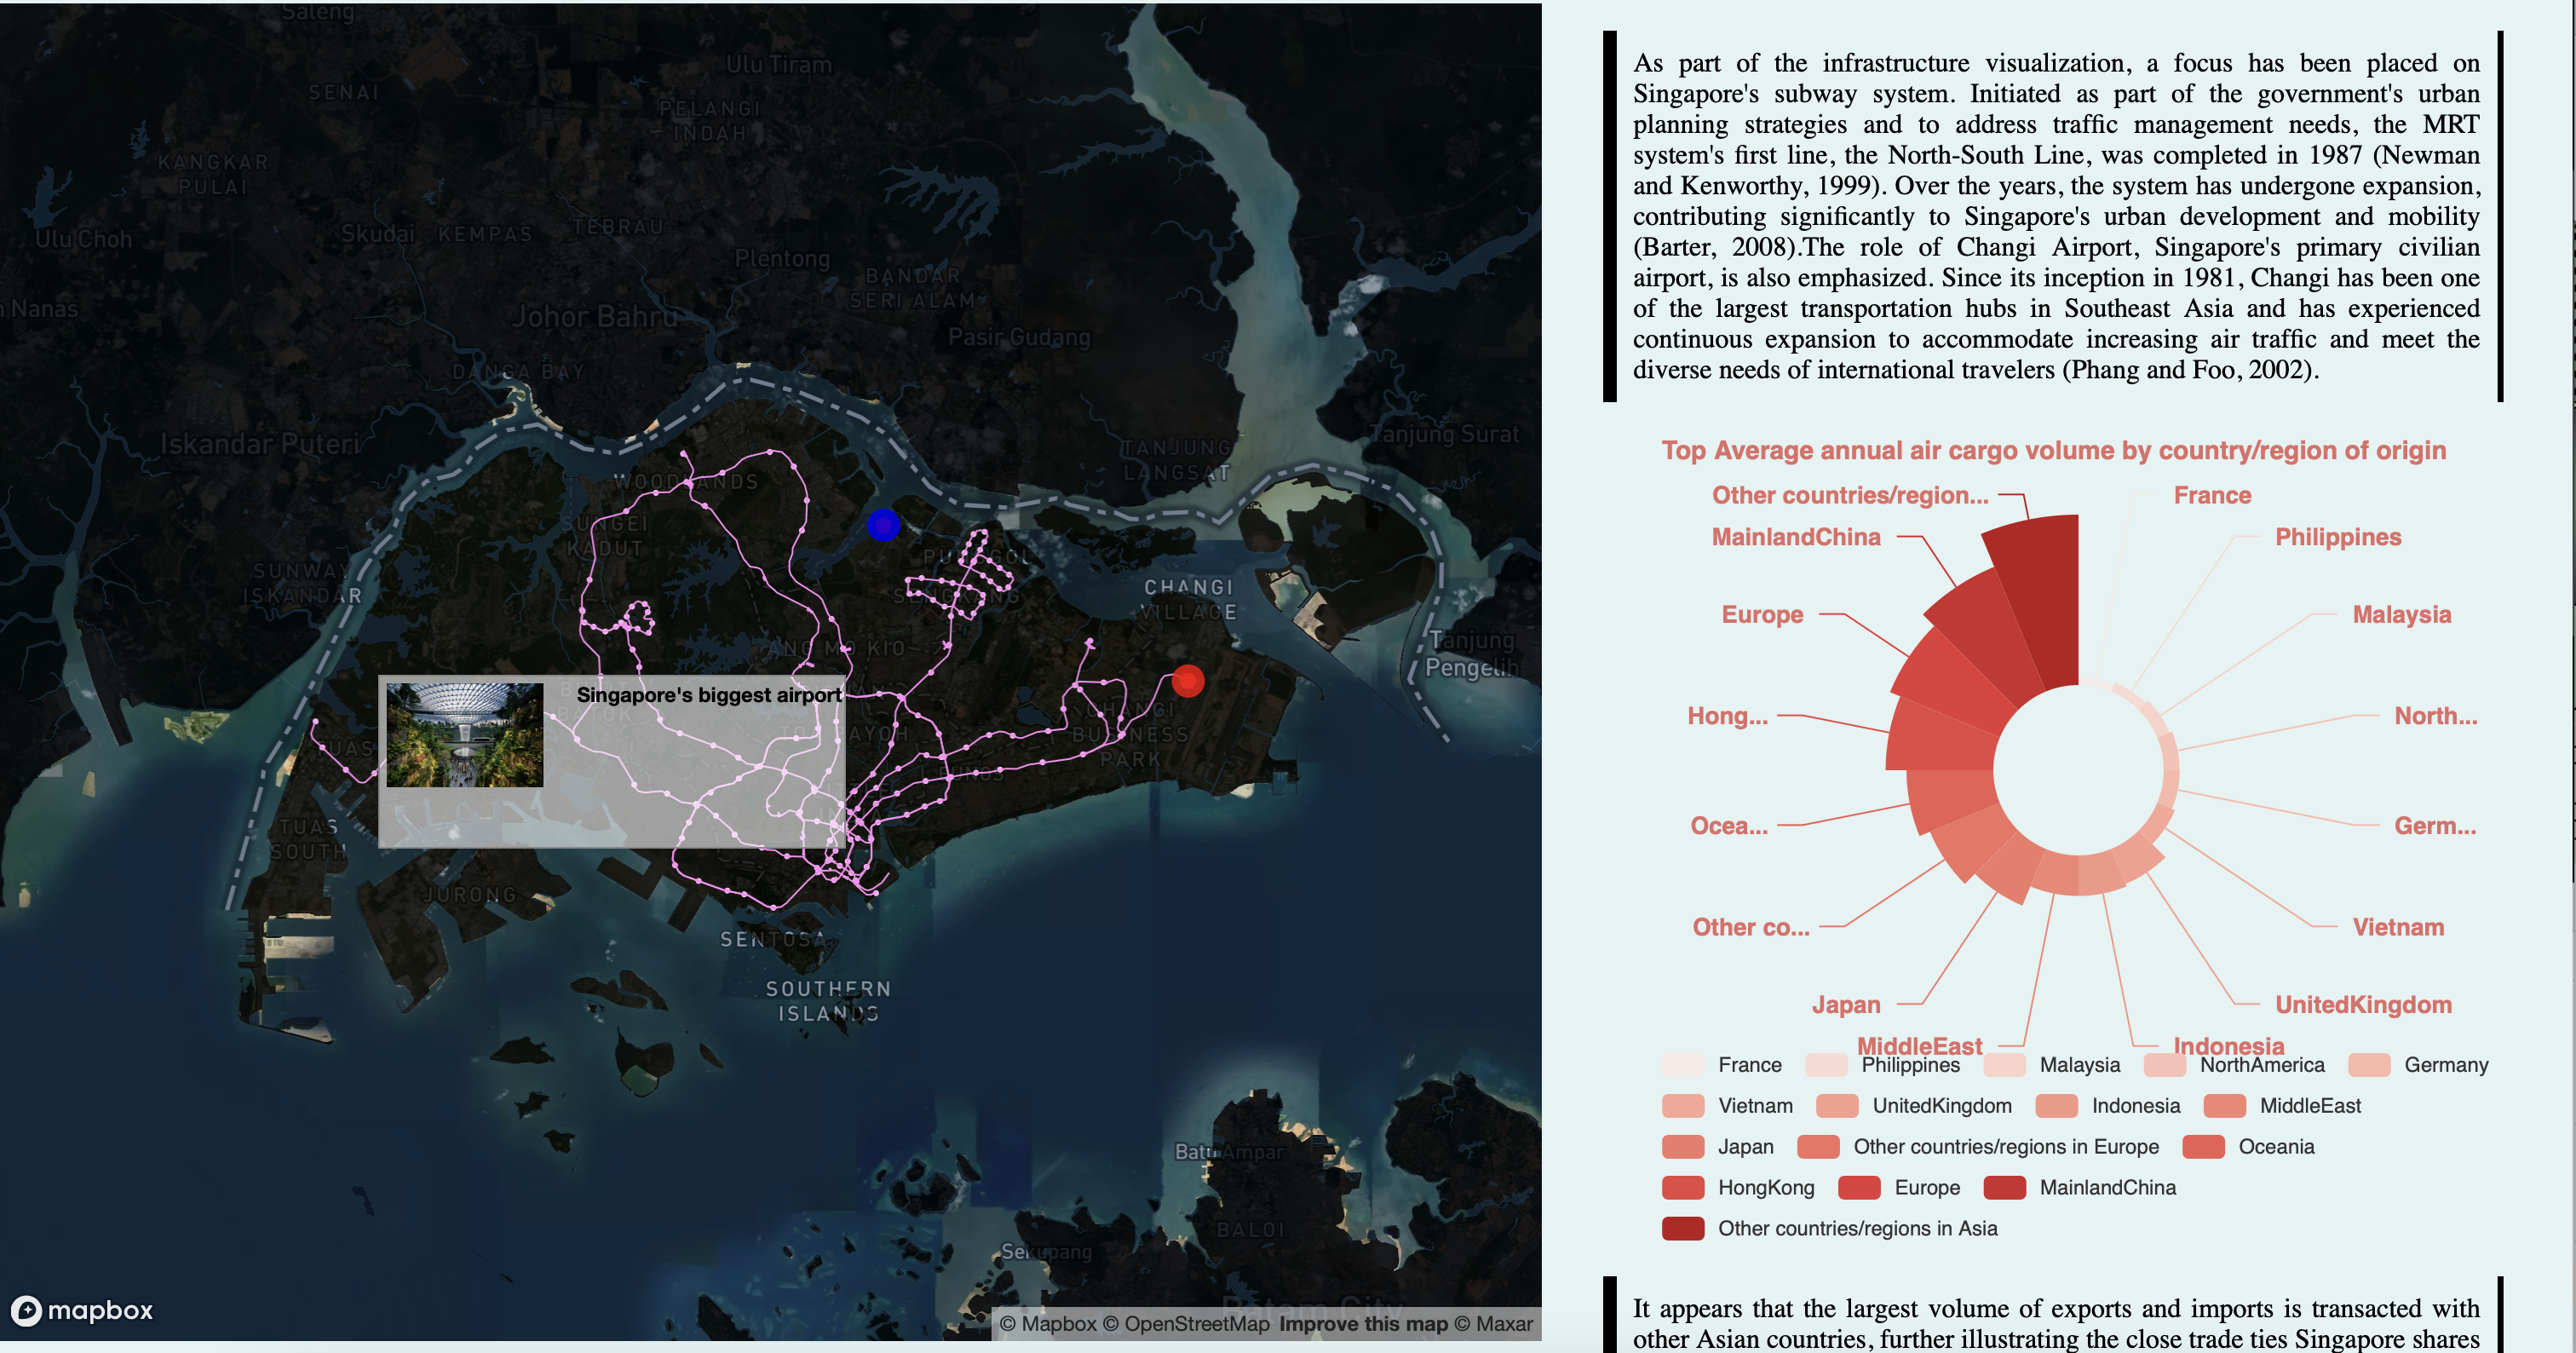 Saleng
Ulu Tiram
SENAI
PELANGI
INDAH
KANGKAR
PULAI
Ulu Choh
Skudai
KEMPAS
TEBRAU
Plentong
BANDAR
SERI ALAM
Nanas
Johor Bahru
Pasir Gudang
DANGA BAY
Iskandar Puteri
TANJUNG
LANGSAT
Tanjung Surat
WOODLANDS
SUNGEI
KADUT
SUNWAY
ISKANDAR
PUNGGOL
SENGKANG
CHANGI
VILLAGE
Tanjung
Pengelih
ANG MO KIO
Singapore's biggest airport
BATOK
CHANGI
BUSINESS
PARK
TUAS
AYOH
EUNOS
TUAS
SOUTH
JURONG
SENTOSA
SOUTHERN
ISLANDS
Batu Ampar
BALOI
Sekupang
Batam City
mapbox
© Mapbox © OpenStreetMap Improve this map © Maxar
As part of the infrastructure visualization, a focus has been placed on
Singapore's subway system. Initiated as part of the government's urban
planning strategies and to address traffic management needs, the MRT
system's first line, the North-South Line, was completed in 1987 (Newman
and Kenworthy, 1999). Over the years, the system has undergone expansion,
contributing significantly to Singapore's urban development and mobility
(Barter, 2008).The role of Changi Airport, Singapore's primary civilian
airport, is also emphasized. Since its inception in 1981, Changi has been one
of the largest transportation hubs in Southeast Asia and has experienced
continuous expansion to accommodate increasing air traffic and meet the
diverse needs of international travelers (Phang and Foo, 2002).
Top Average annual air cargo volume by country/region of origin
Other countries/region...
France
MainlandChina
Philippines
Europe
Malaysia
Hong...
North...
Ocea...
Germ...
Other co...
Vietnam
Japan
UnitedKingdom
MiddleEast
Indonesia
France Philippines Malaysia NorthAmerica Germany
Vietnam UnitedKingdom Indonesia MiddleEast
Japan Other countries/regions in Europe Oceania
HongKong Europe MainlandChina
Other countries/regions in Asia
It appears that the largest volume of exports and imports is transacted with
other Asian countries, further illustrating the close trade ties Singapore shares